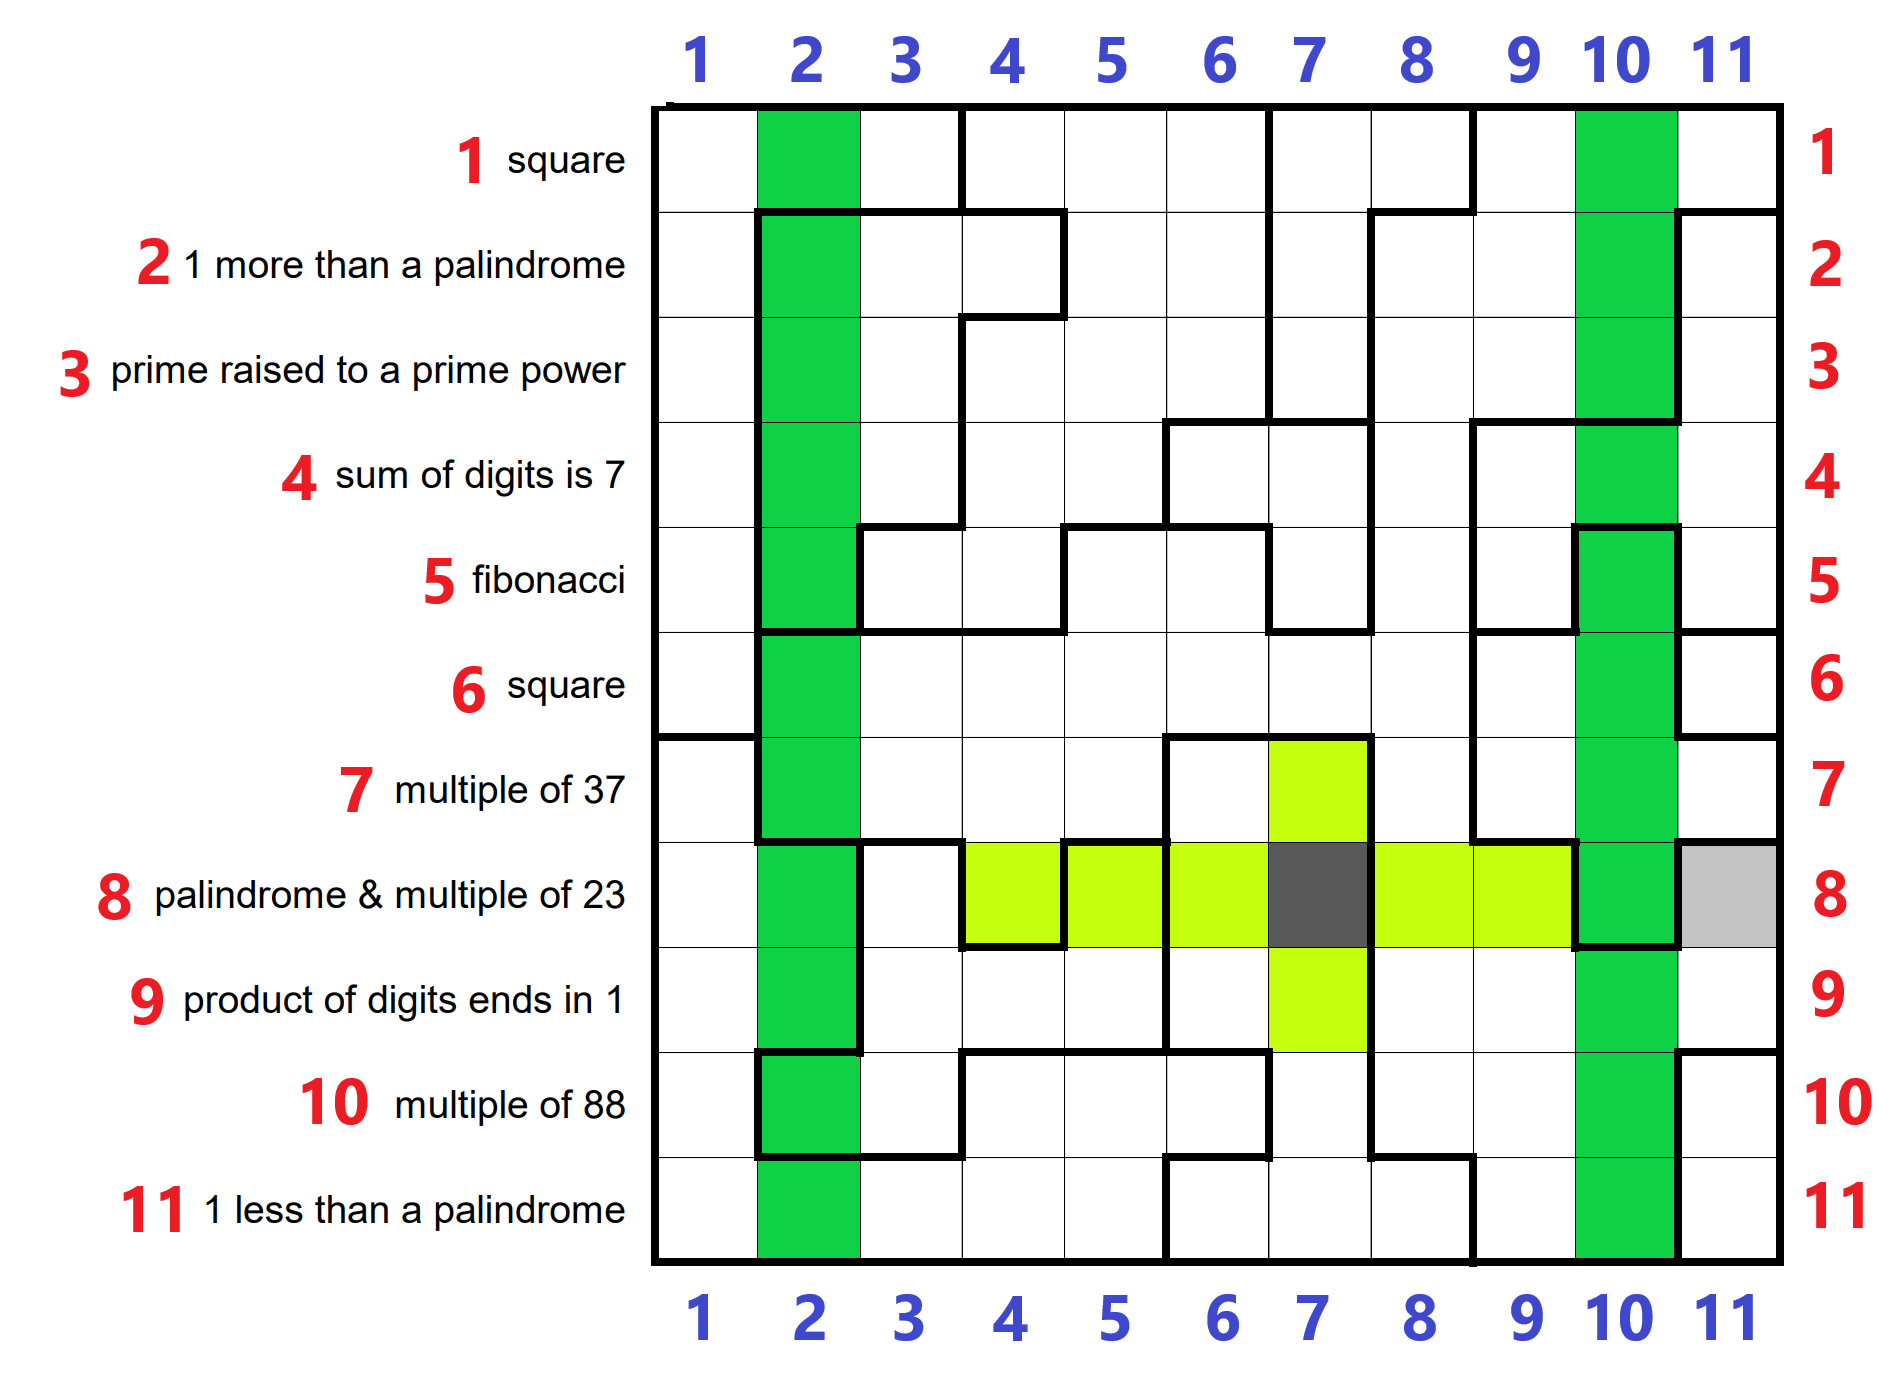 1 2 3 4 5 6 7 8 9 10 11
1 square 1
2 1 more than a palindrome 2
3 prime raised to a prime power 3
4 sum of digits is 7 4
5 fibonacci 5
6 square 6
7 multiple of 37 7
8 palindrome & multiple of 23 8
9 product of digits ends in 1 9
10 multiple of 88 10
11 1 less than a palindrome 11
1 2 3 4 5 6 7 8 9 10 11